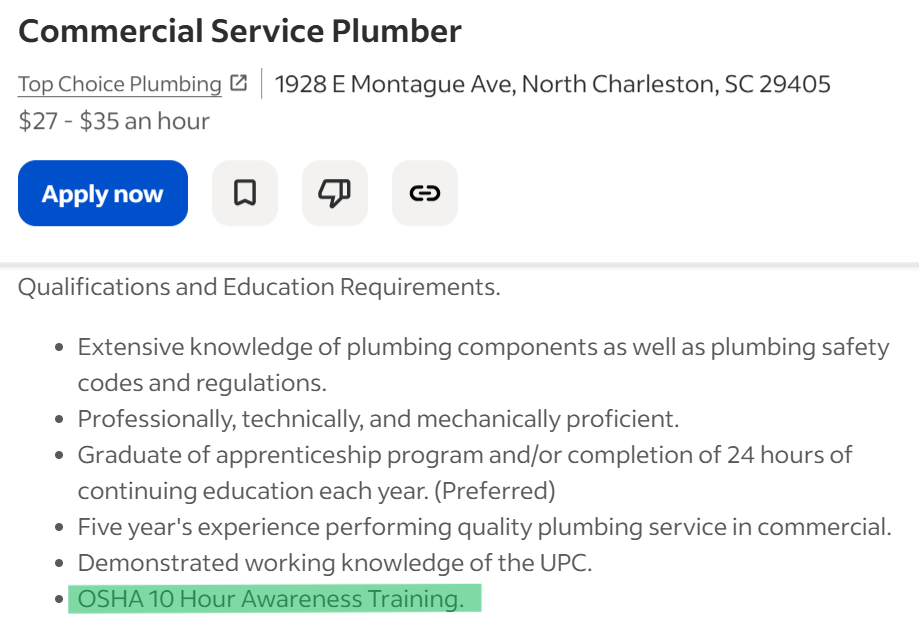 Commercial Service Plumber
Top Choice Plumbing 1928 E Montague Ave, North Charleston, SC 29405
$27 - $35 an hour
Apply now
Qualifications and Education Requirements.
• Extensive knowledge of plumbing components as well as plumbing safety
codes and regulations.
• Professionally, technically, and mechanically proficient.
• Graduate of apprenticeship program and/or completion of 24 hours of
continuing education each year. (Preferred)
• Five year's experience performing quality plumbing service in commercial.
• Demonstrated working knowledge of the UPC.
• OSHA 10 Hour Awareness Training.